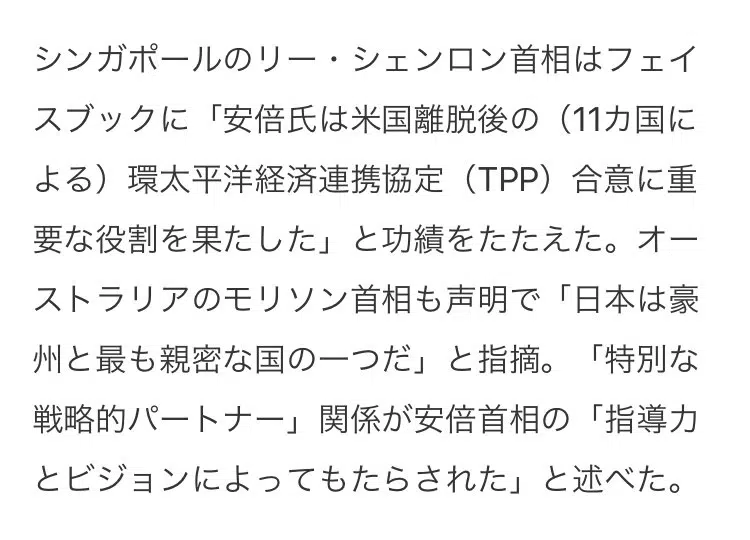 シンガポールのリー・シェンロン首相はフェイ
スブックに「安倍氏は米国離脱後の（11カ国に
よる）環太平洋経済連携協定（TPP）合意に重
要な役割を果たした」と功績をたたえた。オー
ストラリアのモリソン首相も声明で「日本は豪
州と最も親密な国の一つだ」と指摘。「特別な
戦略的パートナー」関係が安倍首相の「指導力
とビジョンによってもたらされた」と述べた。